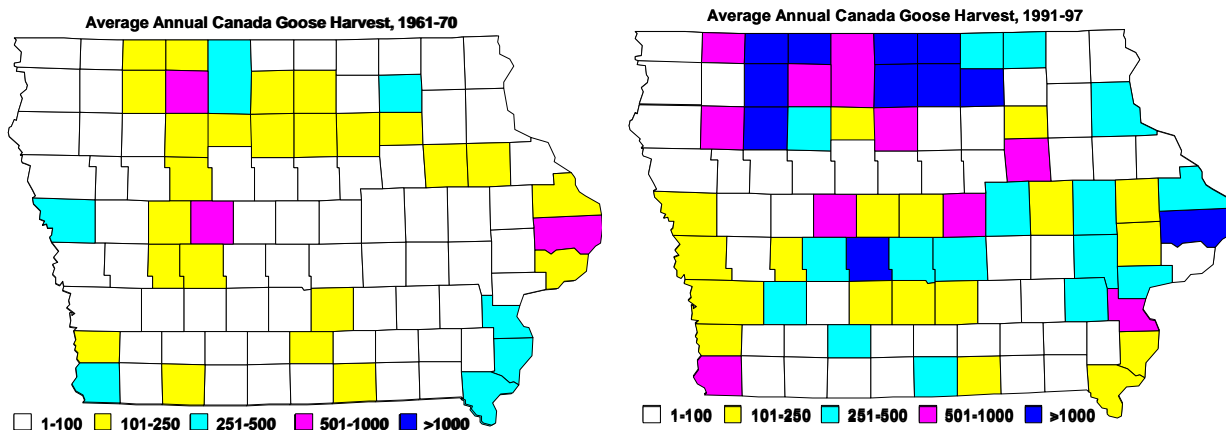 Average Annual Canada Goose Harvest, 1961-70
1-100 101-250 251-500 501-1000 >1000
Average Annual Canada Goose Harvest, 1991-97
1-100 101-250 251-500 501-1000 >1000